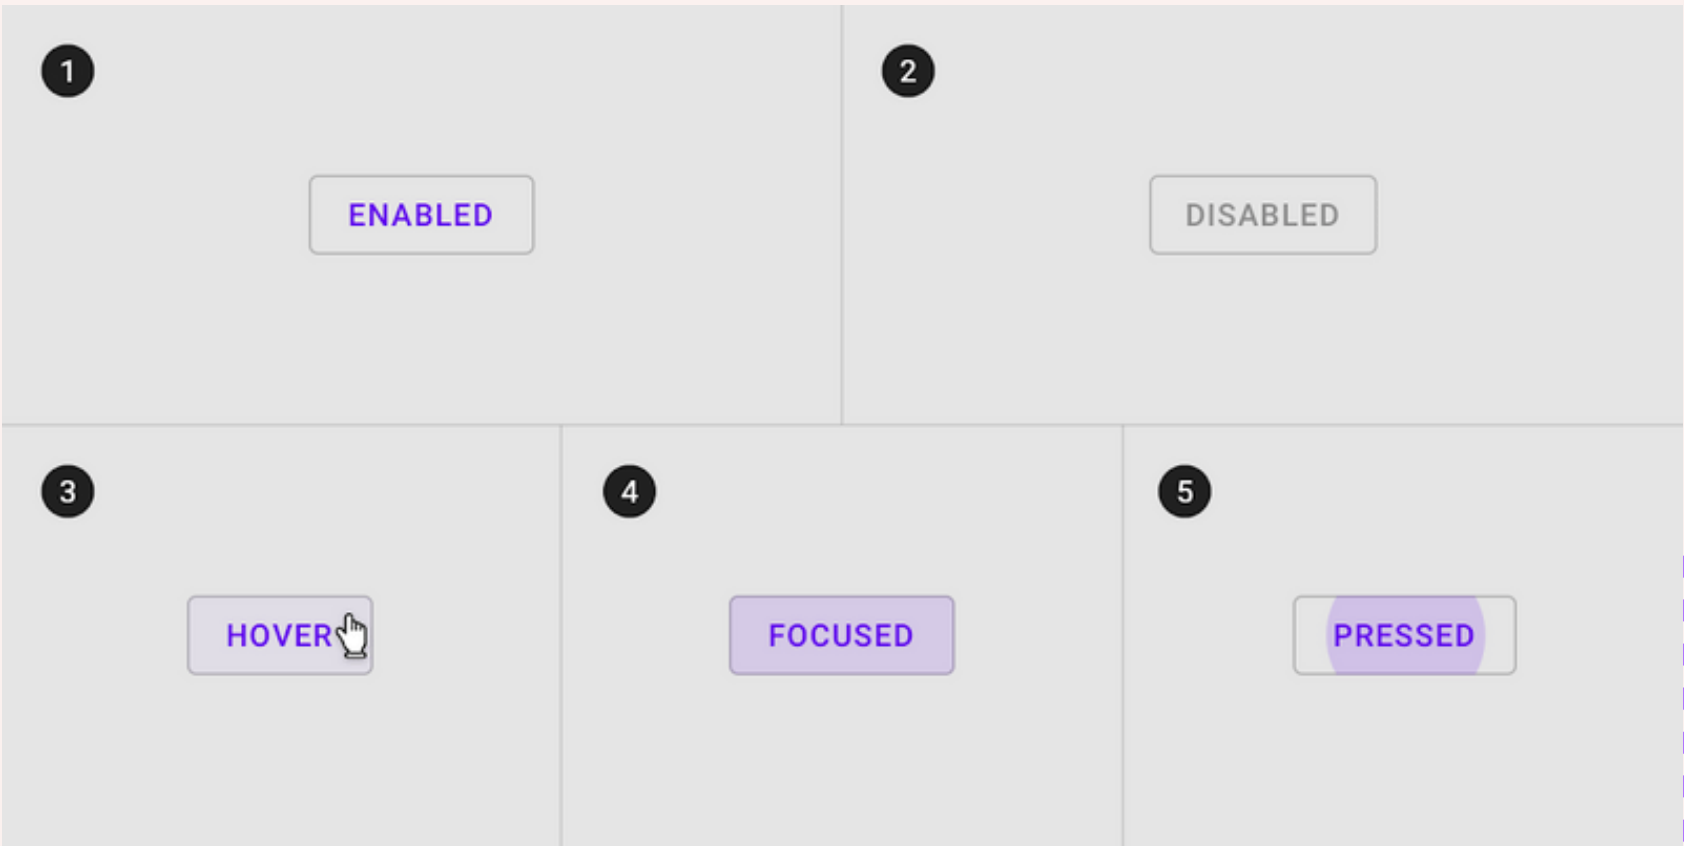 1
2
ENABLED
DISABLED
3
4
5
HOVER
FOCUSED
PRESSED